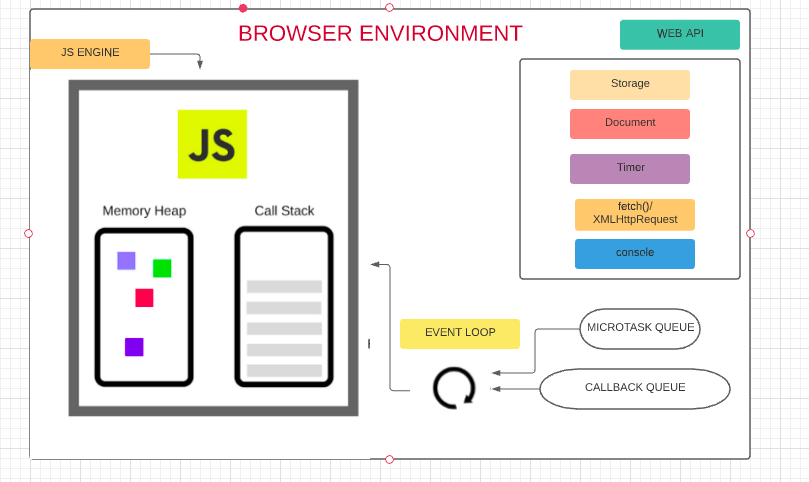 BROWSER ENVIRONMENT
WEB API
JS ENGINE
Storage
JS
Document
Timer
Memory Heap
Call Stack
fetch()/
XMLHttpRequest
console
EVENT LOOP
MICROTASK QUEUE
CALLBACK QUEUE